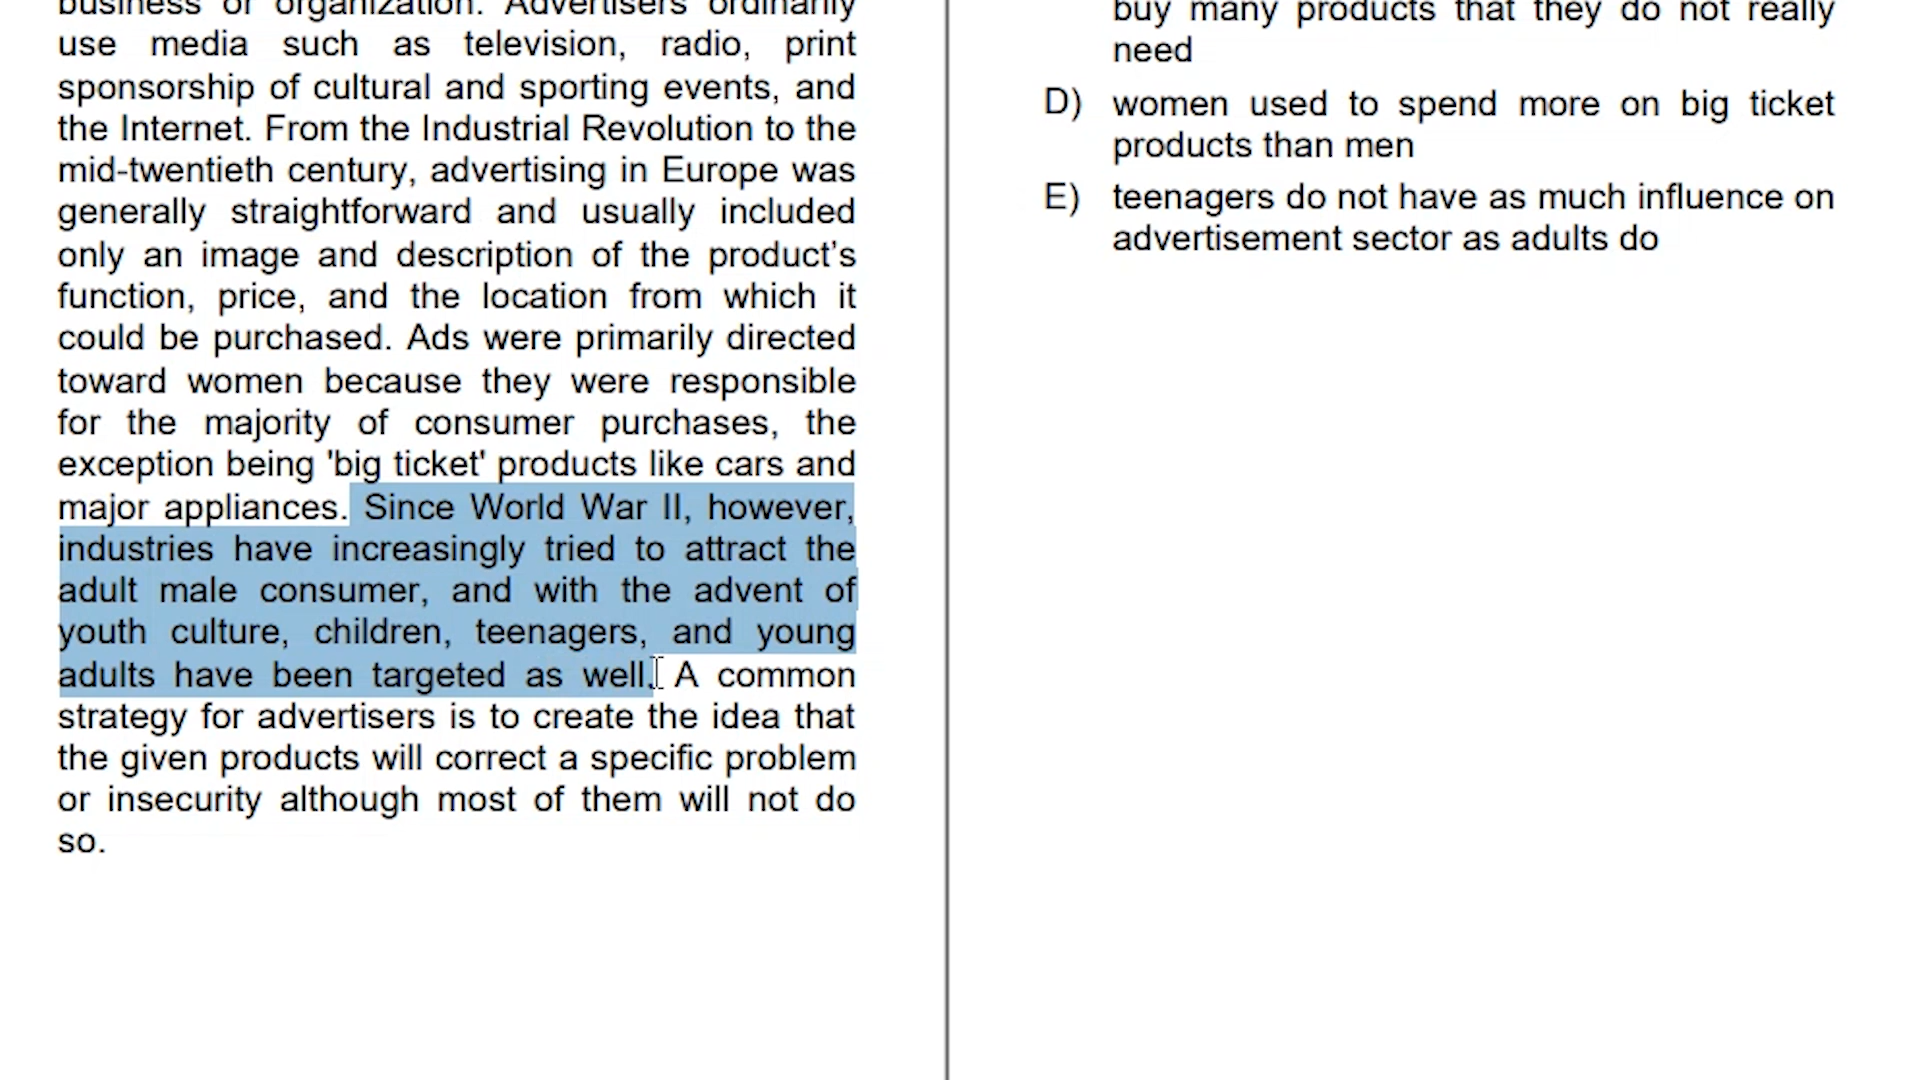 business or organization. Advertisers ordinarily
use media such as television, radio, print
sponsorship of cultural and sporting events, and
the Internet. From the Industrial Revolution to the
mid-twentieth century, advertising in Europe was
generally straightforward and usually included
only an image and description of the product’s
function, price, and the location from which it
could be purchased. Ads were primarily directed
toward women because they were responsible
for the majority of consumer purchases, the
exception being 'big ticket' products like cars and
major appliances. Since World War II, however,
industries have increasingly tried to attract the
adult male consumer, and with the advent of
youth culture, children, teenagers, and young
adults have been targeted as well. A common
strategy for advertisers is to create the idea that
the given products will correct a specific problem
or insecurity although most of them will not do
so.
buy many products that they do not really
need
D) women used to spend more on big ticket
products than men
E) teenagers do not have as much influence on
advertisement sector as adults do